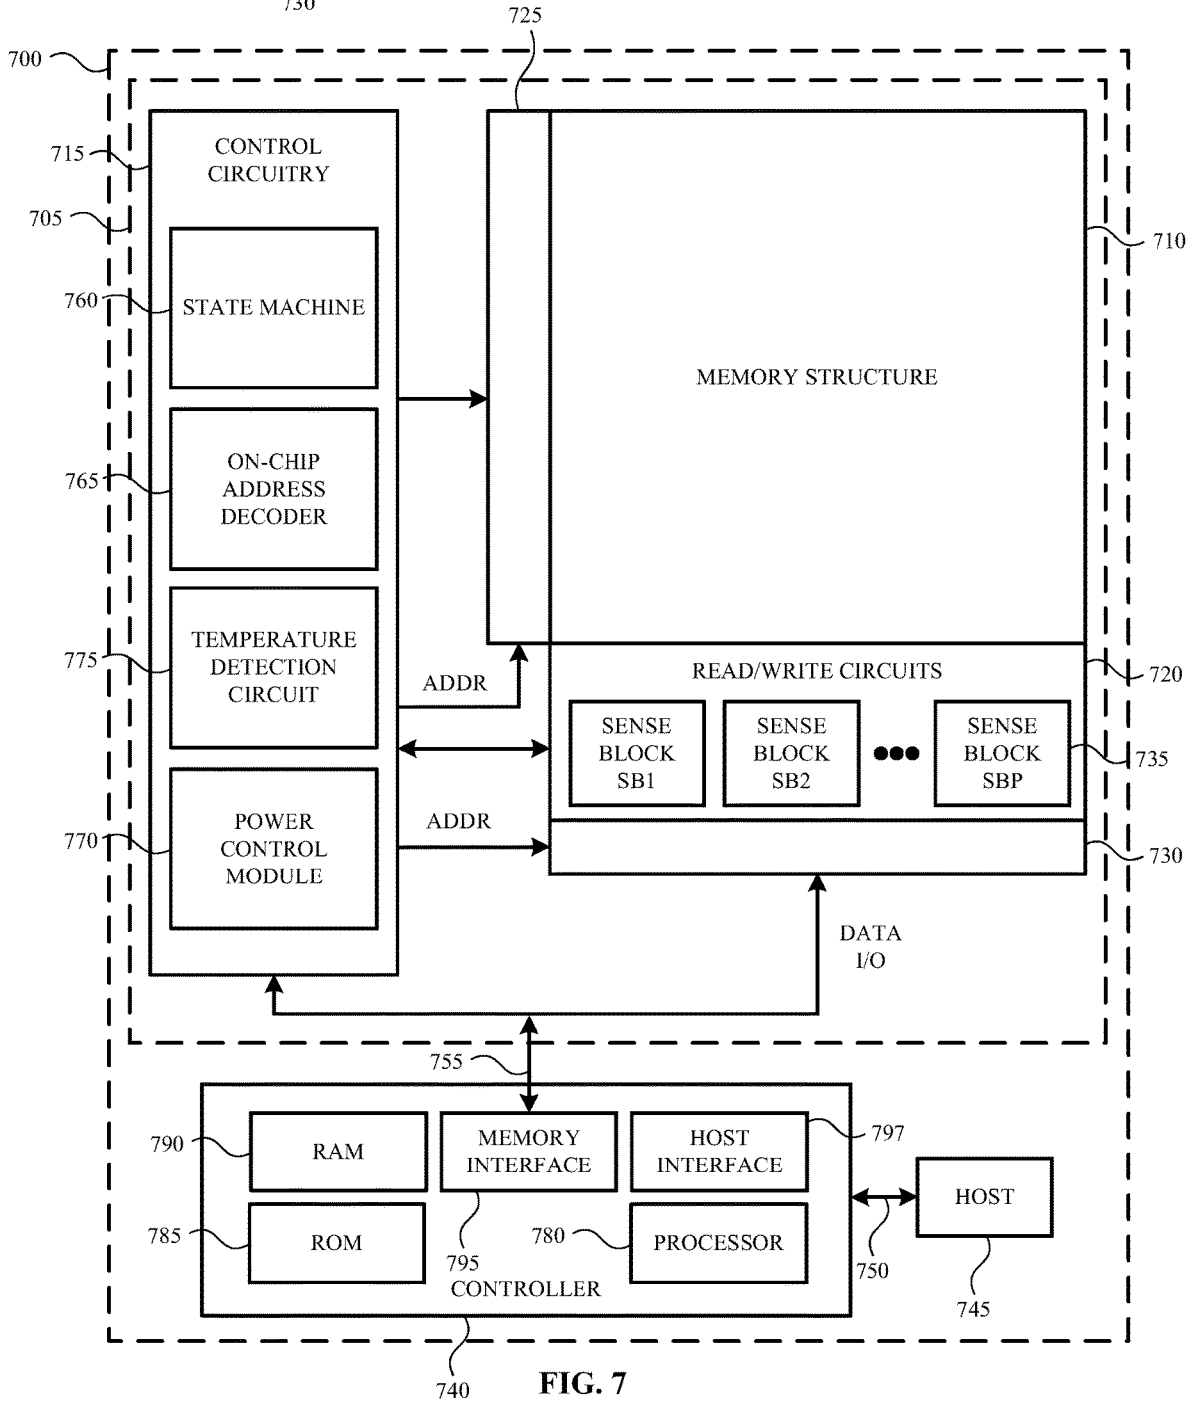 730
725
700
CONTROL
CIRCUITRY
715
705
710
760
STATE MACHINE
MEMORY STRUCTURE
765
ON-CHIP
ADDRESS
DECODER
775
TEMPERATURE
DETECTION
CIRCUIT
ADDR
READ/WRITE CIRCUITS
720
SENSE
BLOCK
SB1
SENSE
BLOCK
SB2
SENSE
BLOCK
SBP
735
770
POWER
CONTROL
MODULE
ADDR
730
DATA
I/O
755
790
RAM
MEMORY
INTERFACE
HOST
INTERFACE
797
785
ROM
795
780
PROCESSOR
HOST
750
745
CONTROLLER
740
FIG. 7